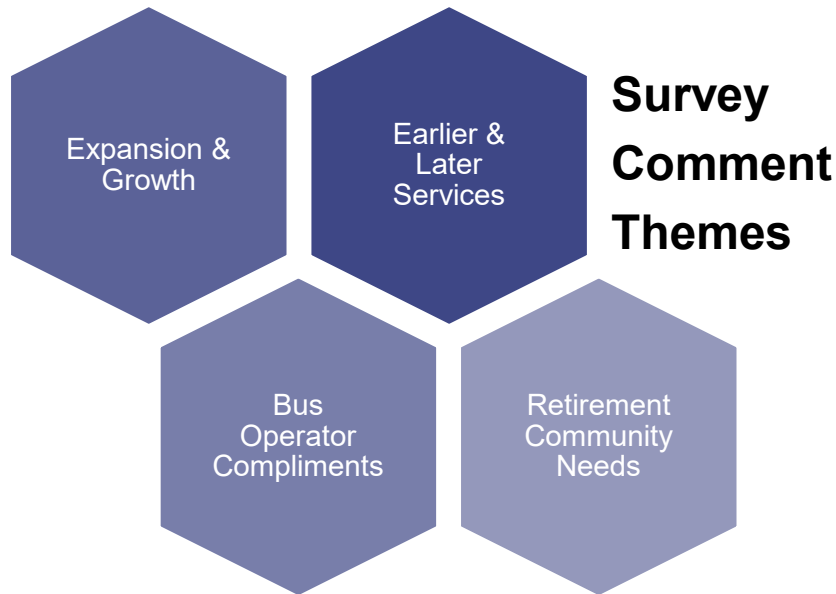 Expansion &
Growth
Earlier &
Later
Services
Survey
Comment
Themes
Bus
Operator
Compliments
Retirement
Community
Needs